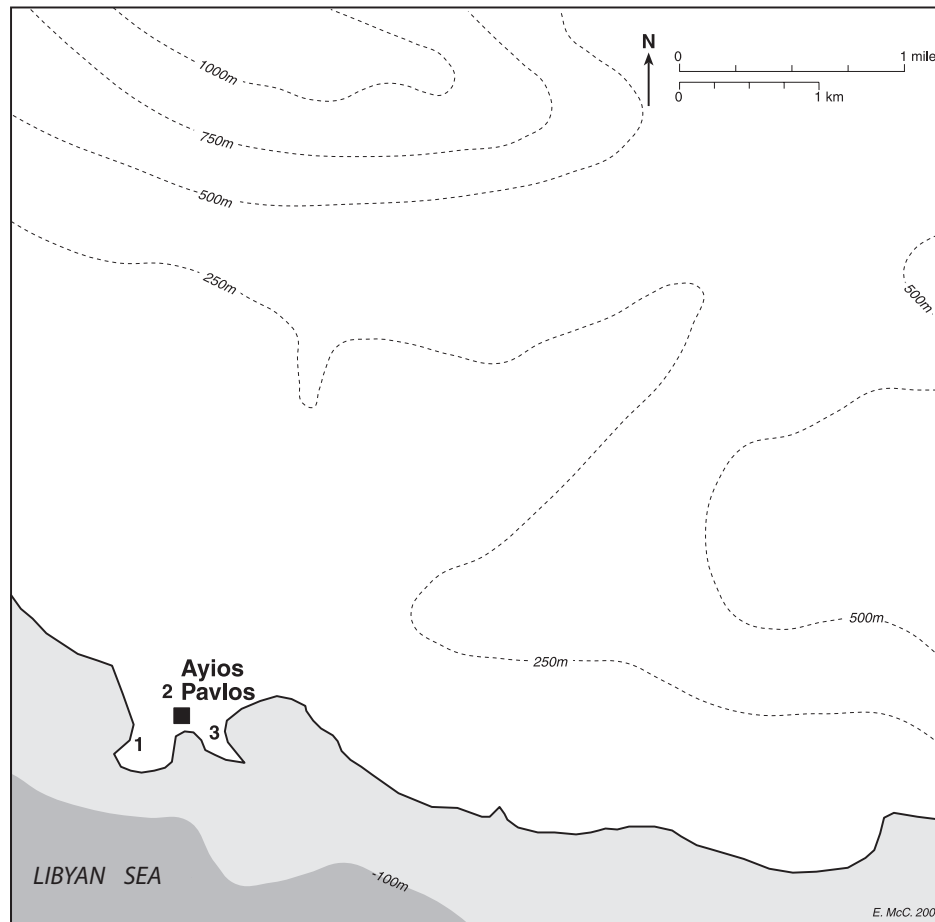 N
0 1 mile
0 1 km
1000m
750m
500m
250m
500m
500m
250m
Ayios
2 Pavlos
1 3
LIBYAN SEA
-100m
E. McC. 200